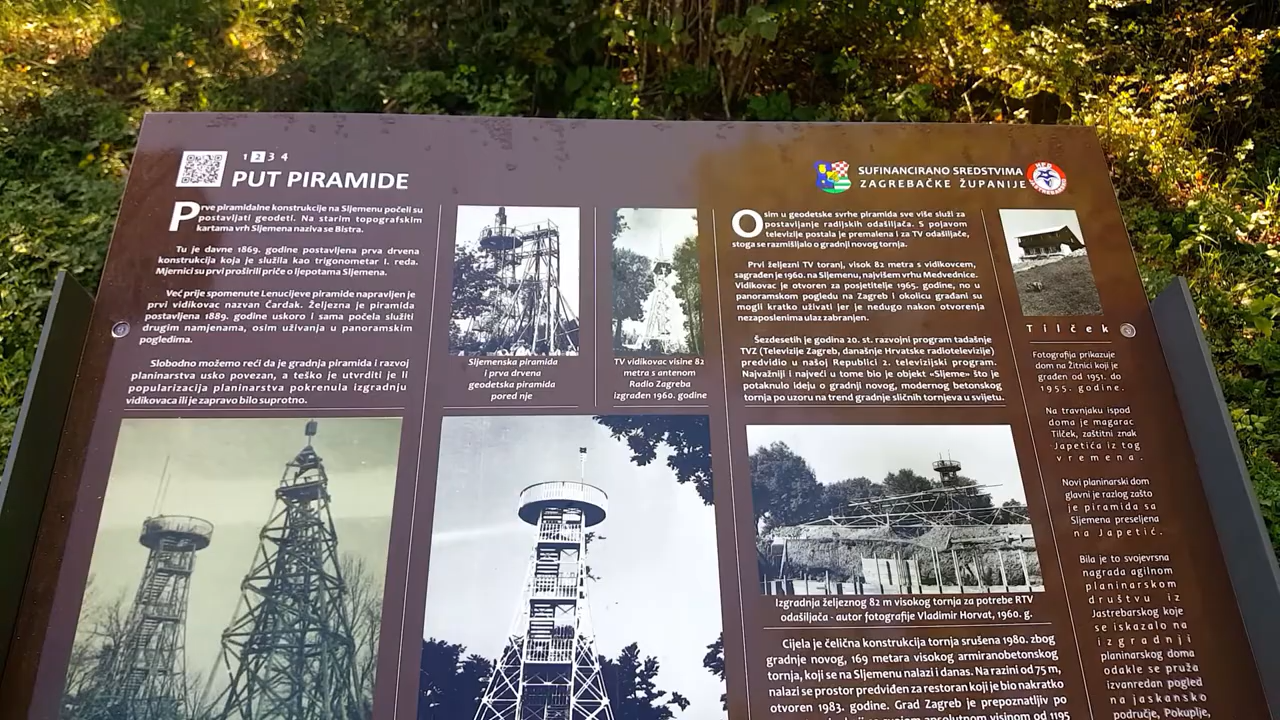 1 2 3 4
PUT PIRAMIDE
Prve piramidalne konstrukcije na Sljemenu počeli su
postavljati geodeti. Na starim topografskim
kartama vrh Sljemena naziva se Bistra.
Tu je davne 1869. godine postavljena prva drvena
konstrukcija koja je služila kao trigonometar I. reda.
Mjernici su prvi proširili priče o ljepotama Sljemena.
Već prije spomenute Lenucijeve piramide napravljen je
prvi vidikovac nazvan Čardak. Željezna je piramida
postavljena 1889. godine uskoro i sama počela služiti
drugim namjenama, osim uživanja u panoramskim
pogledima.
Slobodno možemo reći da je gradnja piramida i razvoj
planinarstva usko povezan, a teško je utvrditi je li
popularizacija planinarstva pokrenula izgradnju
vidikovaca ili je zapravo bilo suprotno.
Sljemenska piramida
i prva drvena
geodetska piramida
pored nje
TV vidikovac visine 82
metra s antenom
Radio Zagreba
izgrađen 1960. godine
SUFINANCIRANO SREDSTVIMA
ZAGREBAČKE ŽUPANIJE
Osim u geodetske svrhe piramida sve više služi za
postavljanje radijskih odašiljača. S pojavom
televizije postala je premalena i za TV odašiljače,
stoga se razmišljalo o gradnji novog tornja.
Prvi željezni TV toranj, visok 82 metra s vidikovcem,
sagrađen je 1960. na Sljemenu, najvišem vrhu Medvednice.
Vidikovac je otvoren za posjetitelje 1965. godine, no u
panoramskom pogledu na Zagreb i okolicu građani su
mogli kratko uživati jer je nedugo nakon otvorenja
nezaposlenima ulaz zabranjen.
Šezdesetih je godina 20. st. razvojni program tadašnje
TVZ (Televizije Zagreb, današnje Hrvatske radiotelevizije)
predvidio u našoj Republici 2. televizijski program.
Najvažniji i najveći u tome bio je objekt «Sljeme» što je
potaknulo ideju o gradnji novog, modernog betonskog
tornja po uzoru na trend gradnje sličnih tornjeva u svijetu.
Izgradnja željeznog 82 m visokog tornja za potrebe RTV
odašiljača - autor fotografije Vladimir Horvat, 1960. g.
Cijela je čelična konstrukcija tornja srušena 1980. zbog
gradnje novog, 169 metara visokog armiranobetonskog
tornja, koji se na Sljemenu nalazi i danas. Na razini od 75 m,
nalazi se prostor predviđen za restoran koji je bio nakratko
otvoren 1983. godine. Grad Zagreb je prepoznatljiv po
svojom apsolutnom visinom od 1195
Tilček
Fotografija prikazuje
dom na Žitnici koji je
građen od 1951. do
1955. godine.
Na travnjaku ispod
doma je magarac
Tilček, zaštitni znak
Japetića iz tog
vremena.
Novi planinarski dom
glavni je razlog zašto
je piramida sa
Sljemena preseljena
na Japetić.
Bila je to svojevrsna
nagrada agilnom
planinarskom
društvu iz
Jastrebarskog koje
se iskazalo na
izgradnji
planinarskog doma
odakle se pruža
izvanredan pogled
na jaskansko
područje, Pokuplje,